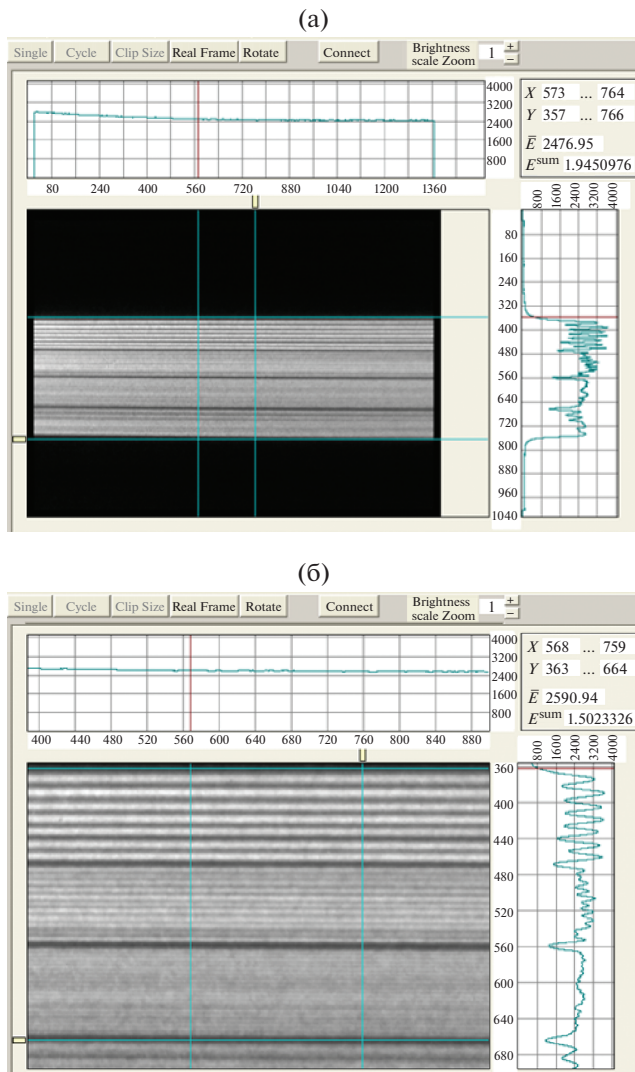 (а)
Single Cycle Clip Size Real Frame Rotate Connect Brightness scale Zoom 1 + −
4000
3200
2400
1600
800
80 240 400 560 720 880 1040 1200 1360
X 573 ... 764
Y 357 ... 766
E̅ 2476.95
Eˢᵘᵐ 1.9450976
800 1600 2400 3200 4000
80
160
240
320
400
480
560
640
720
800
880
960
1040
(б)
Single Cycle Clip Size Real Frame Rotate Connect Brightness scale Zoom 1 + −
4000
3200
2400
1600
800
400 440 480 520 560 600 640 680 720 760 800 840 880
X 568 ... 759
Y 363 ... 664
E̅ 2590.94
Eˢᵘᵐ 1.5023326
800 1600 2400 3200 4000
360
400
440
480
520
560
600
640
680